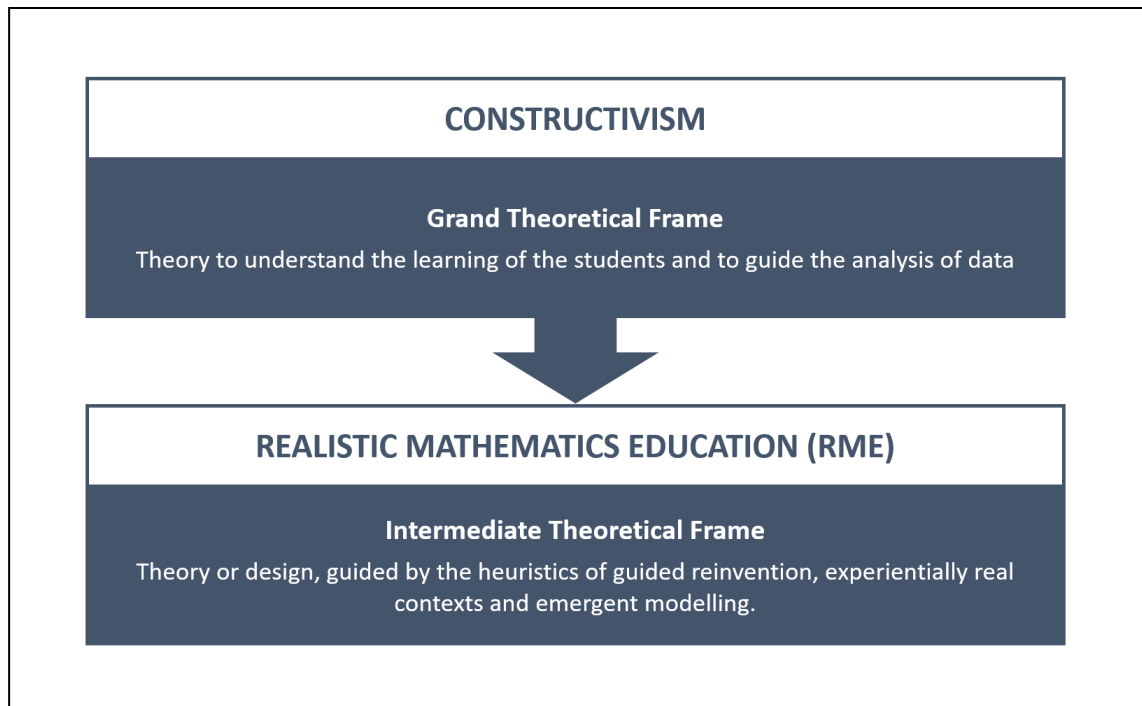 CONSTRUCTIVISM
Grand Theoretical Frame
Theory to understand the learning of the students and to guide the analysis of data
REALISTIC MATHEMATICS EDUCATION (RME)
Intermediate Theoretical Frame
Theory or design, guided by the heuristics of guided reinvention, experientially real
contexts and emergent modelling.